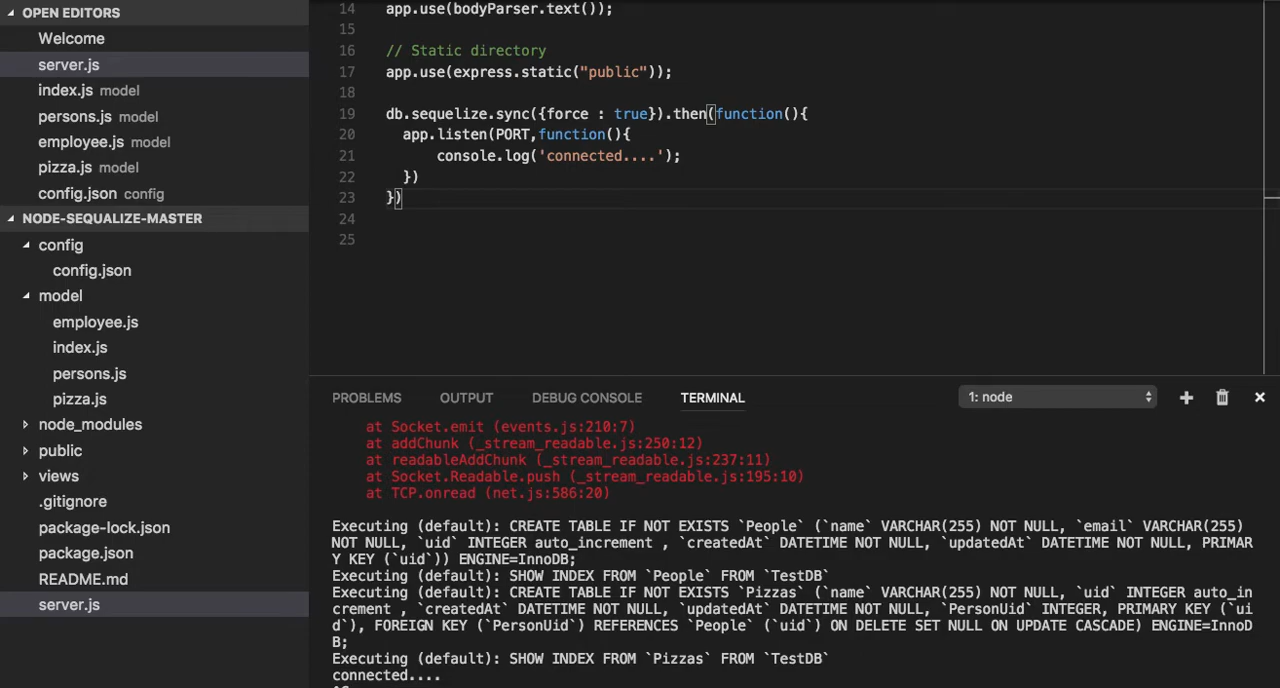 OPEN EDITORS
Welcome
server.js
index.js model
persons.js model
employee.js model
pizza.js model
config.json config
NODE-SEQUALIZE-MASTER
config
config.json
model
employee.js
index.js
persons.js
pizza.js
node_modules
public
views
.gitignore
package-lock.json
package.json
README.md
server.js
14 app.use(bodyParser.text());
15
16 // Static directory
17 app.use(express.static("public"));
18
19 db.sequelize.sync({force : true}).then(function(){
20 app.listen(PORT,function(){
21 console.log('connected....');
22 })
23 })
24
25
PROBLEMS OUTPUT DEBUG CONSOLE TERMINAL 1: node
at Socket.emit (events.js:210:7)
at addChunk (_stream_readable.js:250:12)
at readableAddChunk (_stream_readable.js:237:11)
at Socket.Readable.push (_stream_readable.js:195:10)
at TCP.onread (net.js:586:20)
Executing (default): CREATE TABLE IF NOT EXISTS `People` (`name` VARCHAR(255) NOT NULL, `email` VARCHAR(255)
NOT NULL, `uid` INTEGER auto_increment , `createdAt` DATETIME NOT NULL, `updatedAt` DATETIME NOT NULL, PRIMAR
Y KEY (`uid`)) ENGINE=InnoDB;
Executing (default): SHOW INDEX FROM `People` FROM `TestDB`
Executing (default): CREATE TABLE IF NOT EXISTS `Pizzas` (`name` VARCHAR(255) NOT NULL, `uid` INTEGER auto_in
crement , `createdAt` DATETIME NOT NULL, `updatedAt` DATETIME NOT NULL, `PersonUid` INTEGER, PRIMARY KEY (`ui
d`), FOREIGN KEY (`PersonUid`) REFERENCES `People` (`uid`) ON DELETE SET NULL ON UPDATE CASCADE) ENGINE=InnoD
B;
Executing (default): SHOW INDEX FROM `Pizzas` FROM `TestDB`
connected....